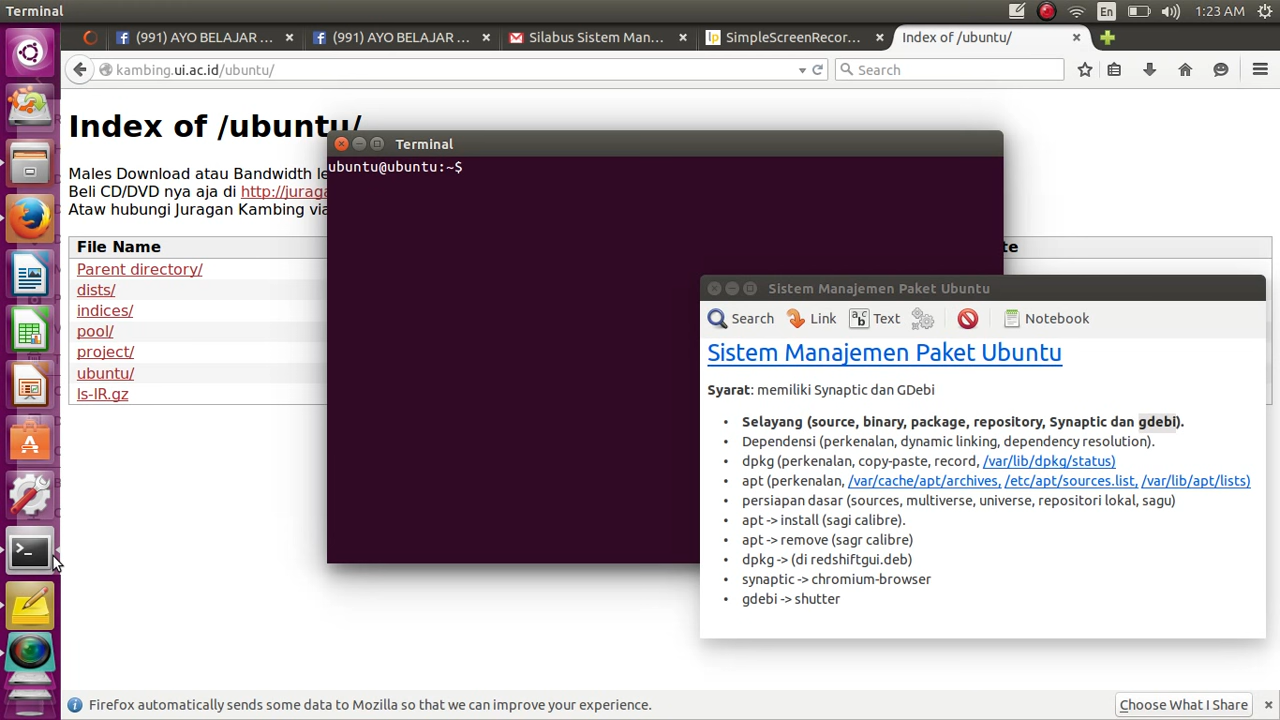 Terminal
En
1:23 AM
(991) AYO BELAJAR ...
(991) AYO BELAJAR ...
Silabus Sistem Man...
SimpleScreenRecor...
Index of /ubuntu/
kambing.ui.ac.id/ubuntu/
Search
Index of /ubuntu/
Males Download atau Bandwidth le
Beli CD/DVD nya aja di http://juraga
Ataw hubungi Juragan Kambing via
File Name
te
Parent directory/
dists/
indices/
pool/
project/
ubuntu/
ls-lR.gz
Terminal
ubuntu@ubuntu:~$
Sistem Manajemen Paket Ubuntu
Search
Link
Text
Notebook
Sistem Manajemen Paket Ubuntu
Syarat: memiliki Synaptic dan GDebi
• Selayang (source, binary, package, repository, Synaptic dan gdebi).
• Dependensi (perkenalan, dynamic linking, dependency resolution).
• dpkg (perkenalan, copy-paste, record, /var/lib/dpkg/status)
• apt (perkenalan, /var/cache/apt/archives, /etc/apt/sources.list, /var/lib/apt/lists)
• persiapan dasar (sources, multiverse, universe, repositori lokal, sagu)
• apt -> install (sagi calibre).
• apt -> remove (sagr calibre)
• dpkg -> (di redshiftgui.deb)
• synaptic -> chromium-browser
• gdebi -> shutter
Firefox automatically sends some data to Mozilla so that we can improve your experience.
Choose What I Share